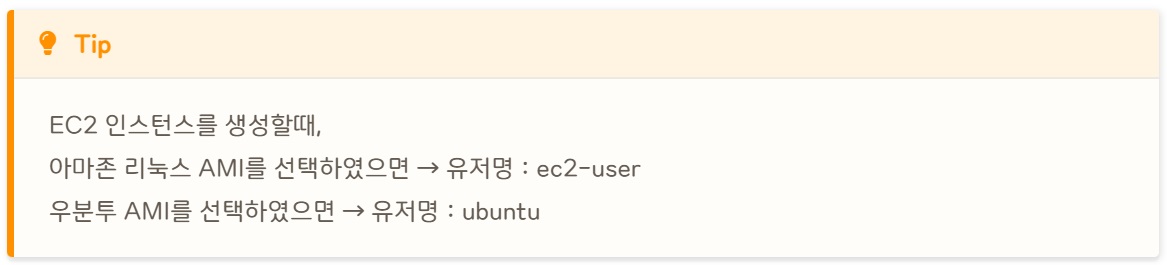 Tip
EC2 인스턴스를 생성할때,
아마존 리눅스 AMI를 선택하였으면 → 유저명 : ec2-user
우분투 AMI를 선택하였으면 → 유저명 : ubuntu